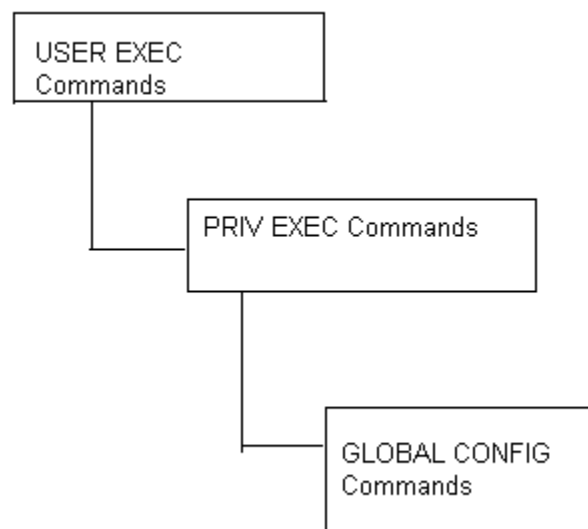 USER EXEC
Commands
PRIV EXEC Commands
GLOBAL CONFIG
Commands